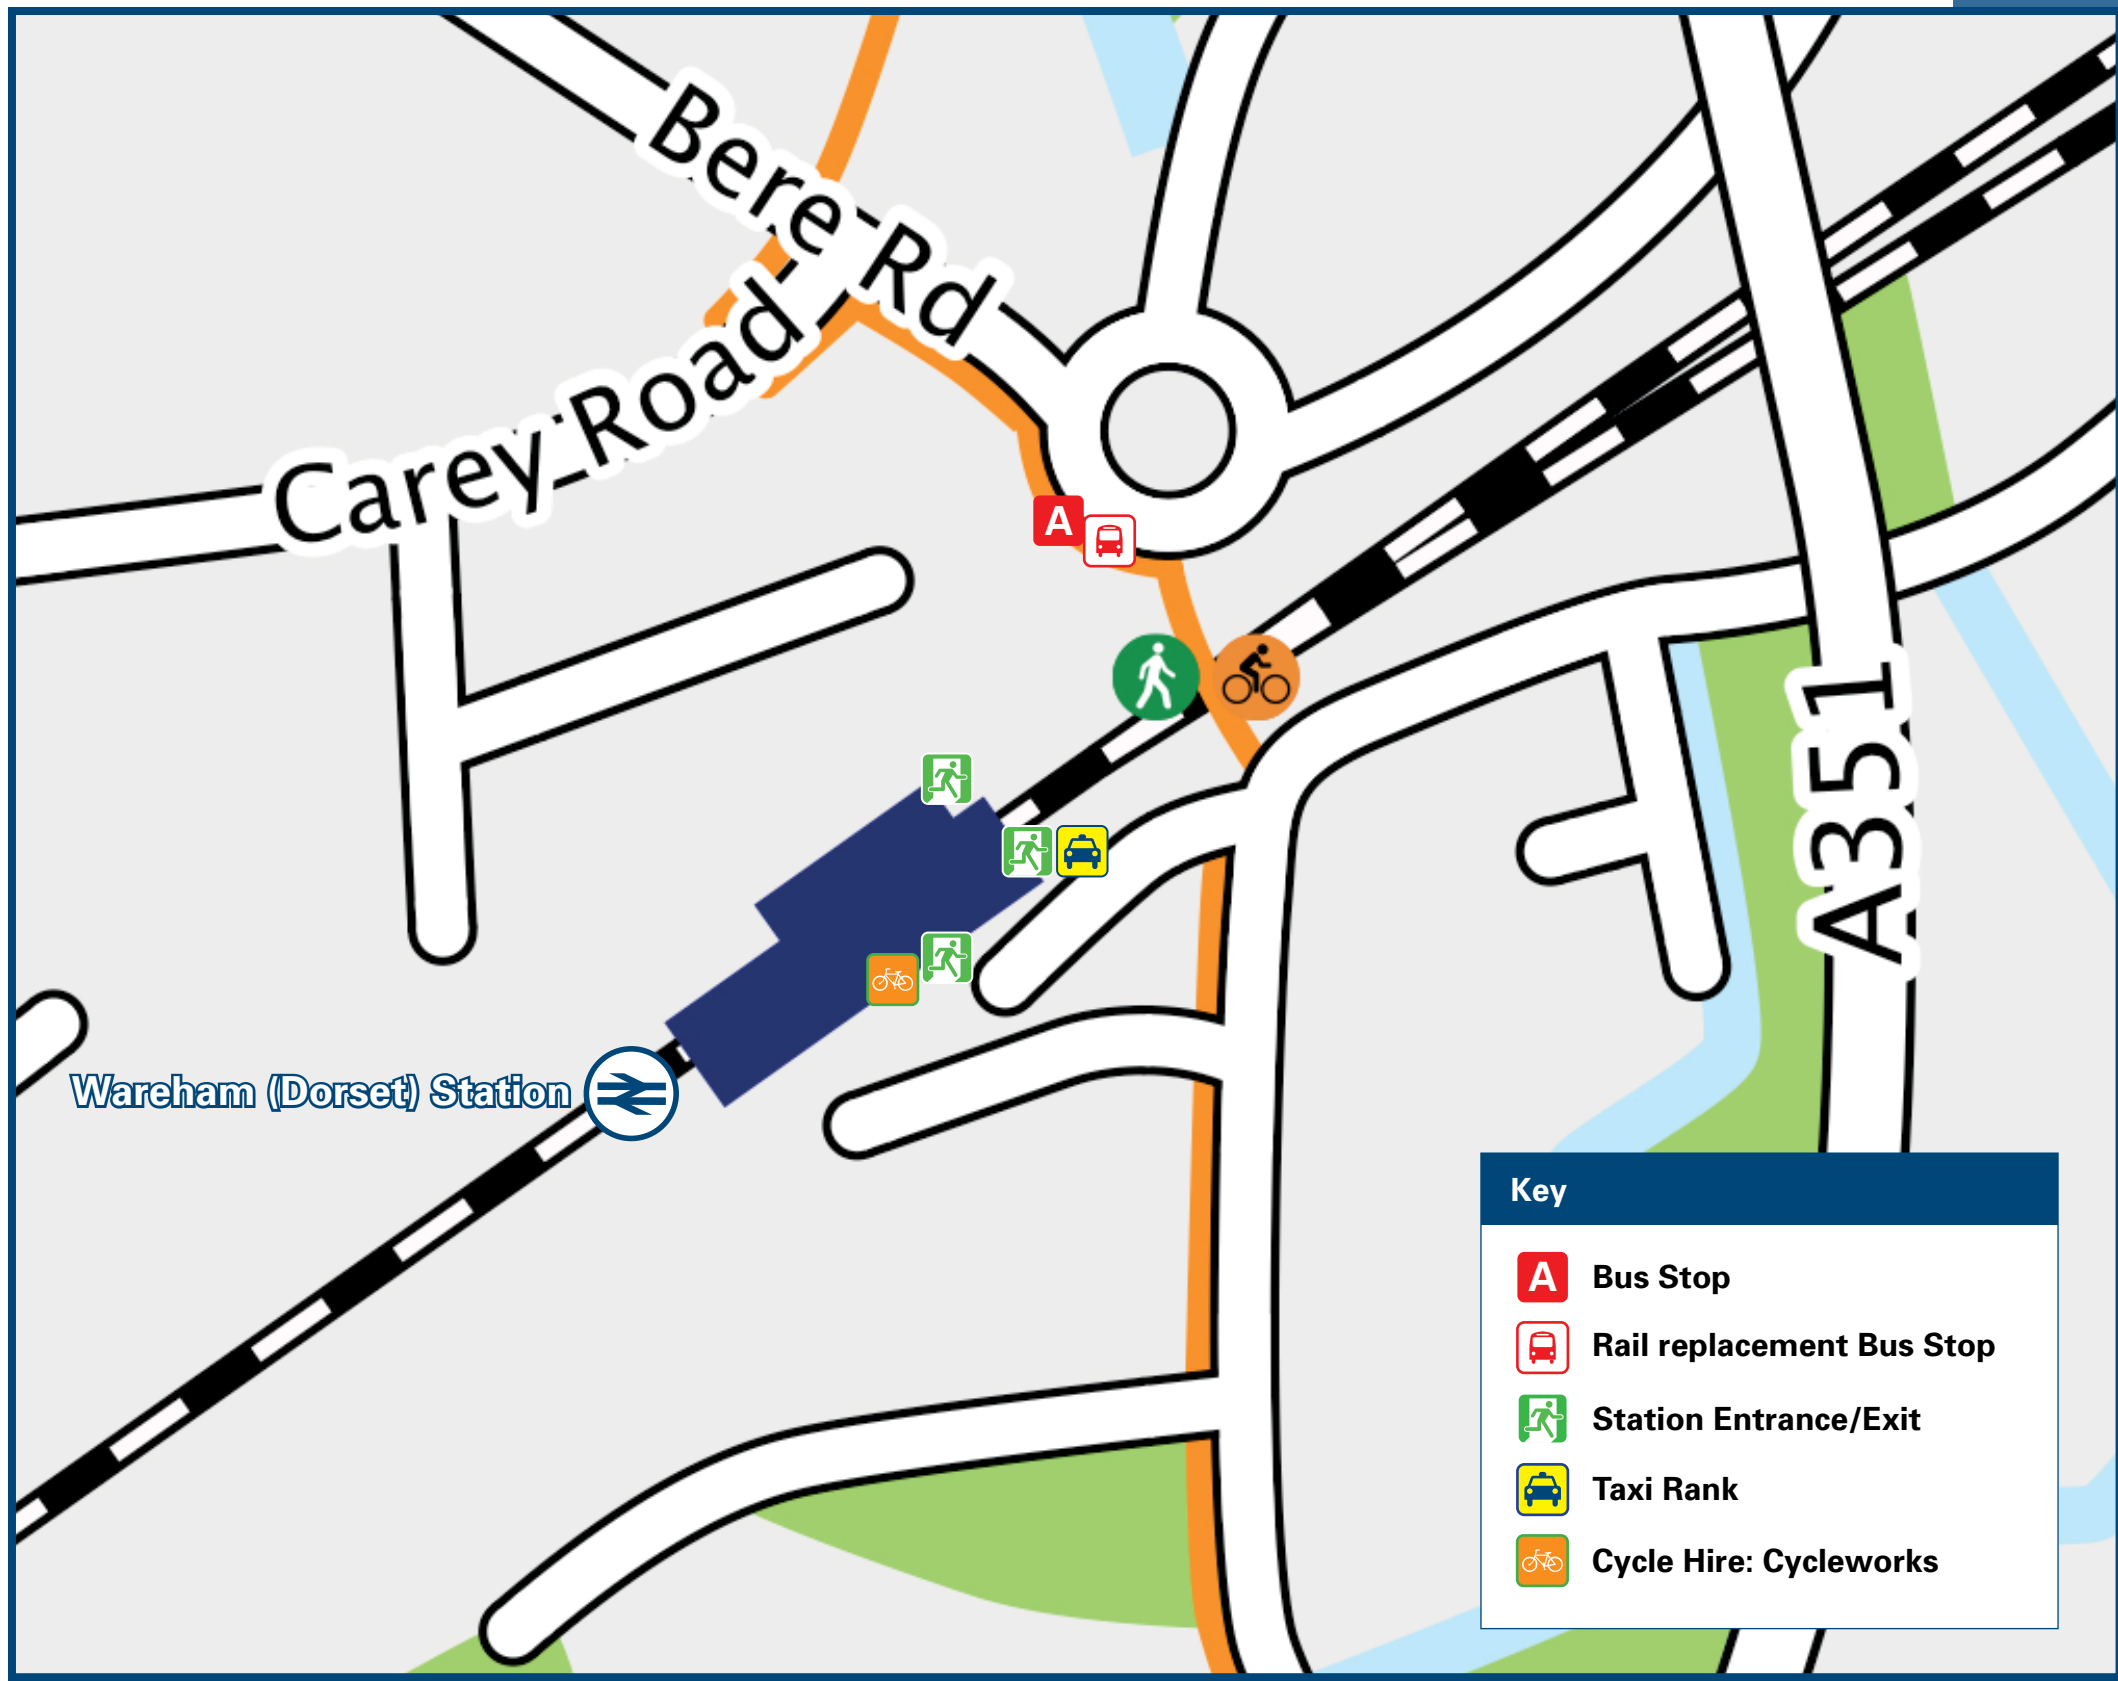 Bere Rd
Carey Road
A
A351
Wareham (Dorset) Station
Key
A Bus Stop
Rail replacement Bus Stop
Station Entrance/Exit
Taxi Rank
Cycle Hire: Cycleworks